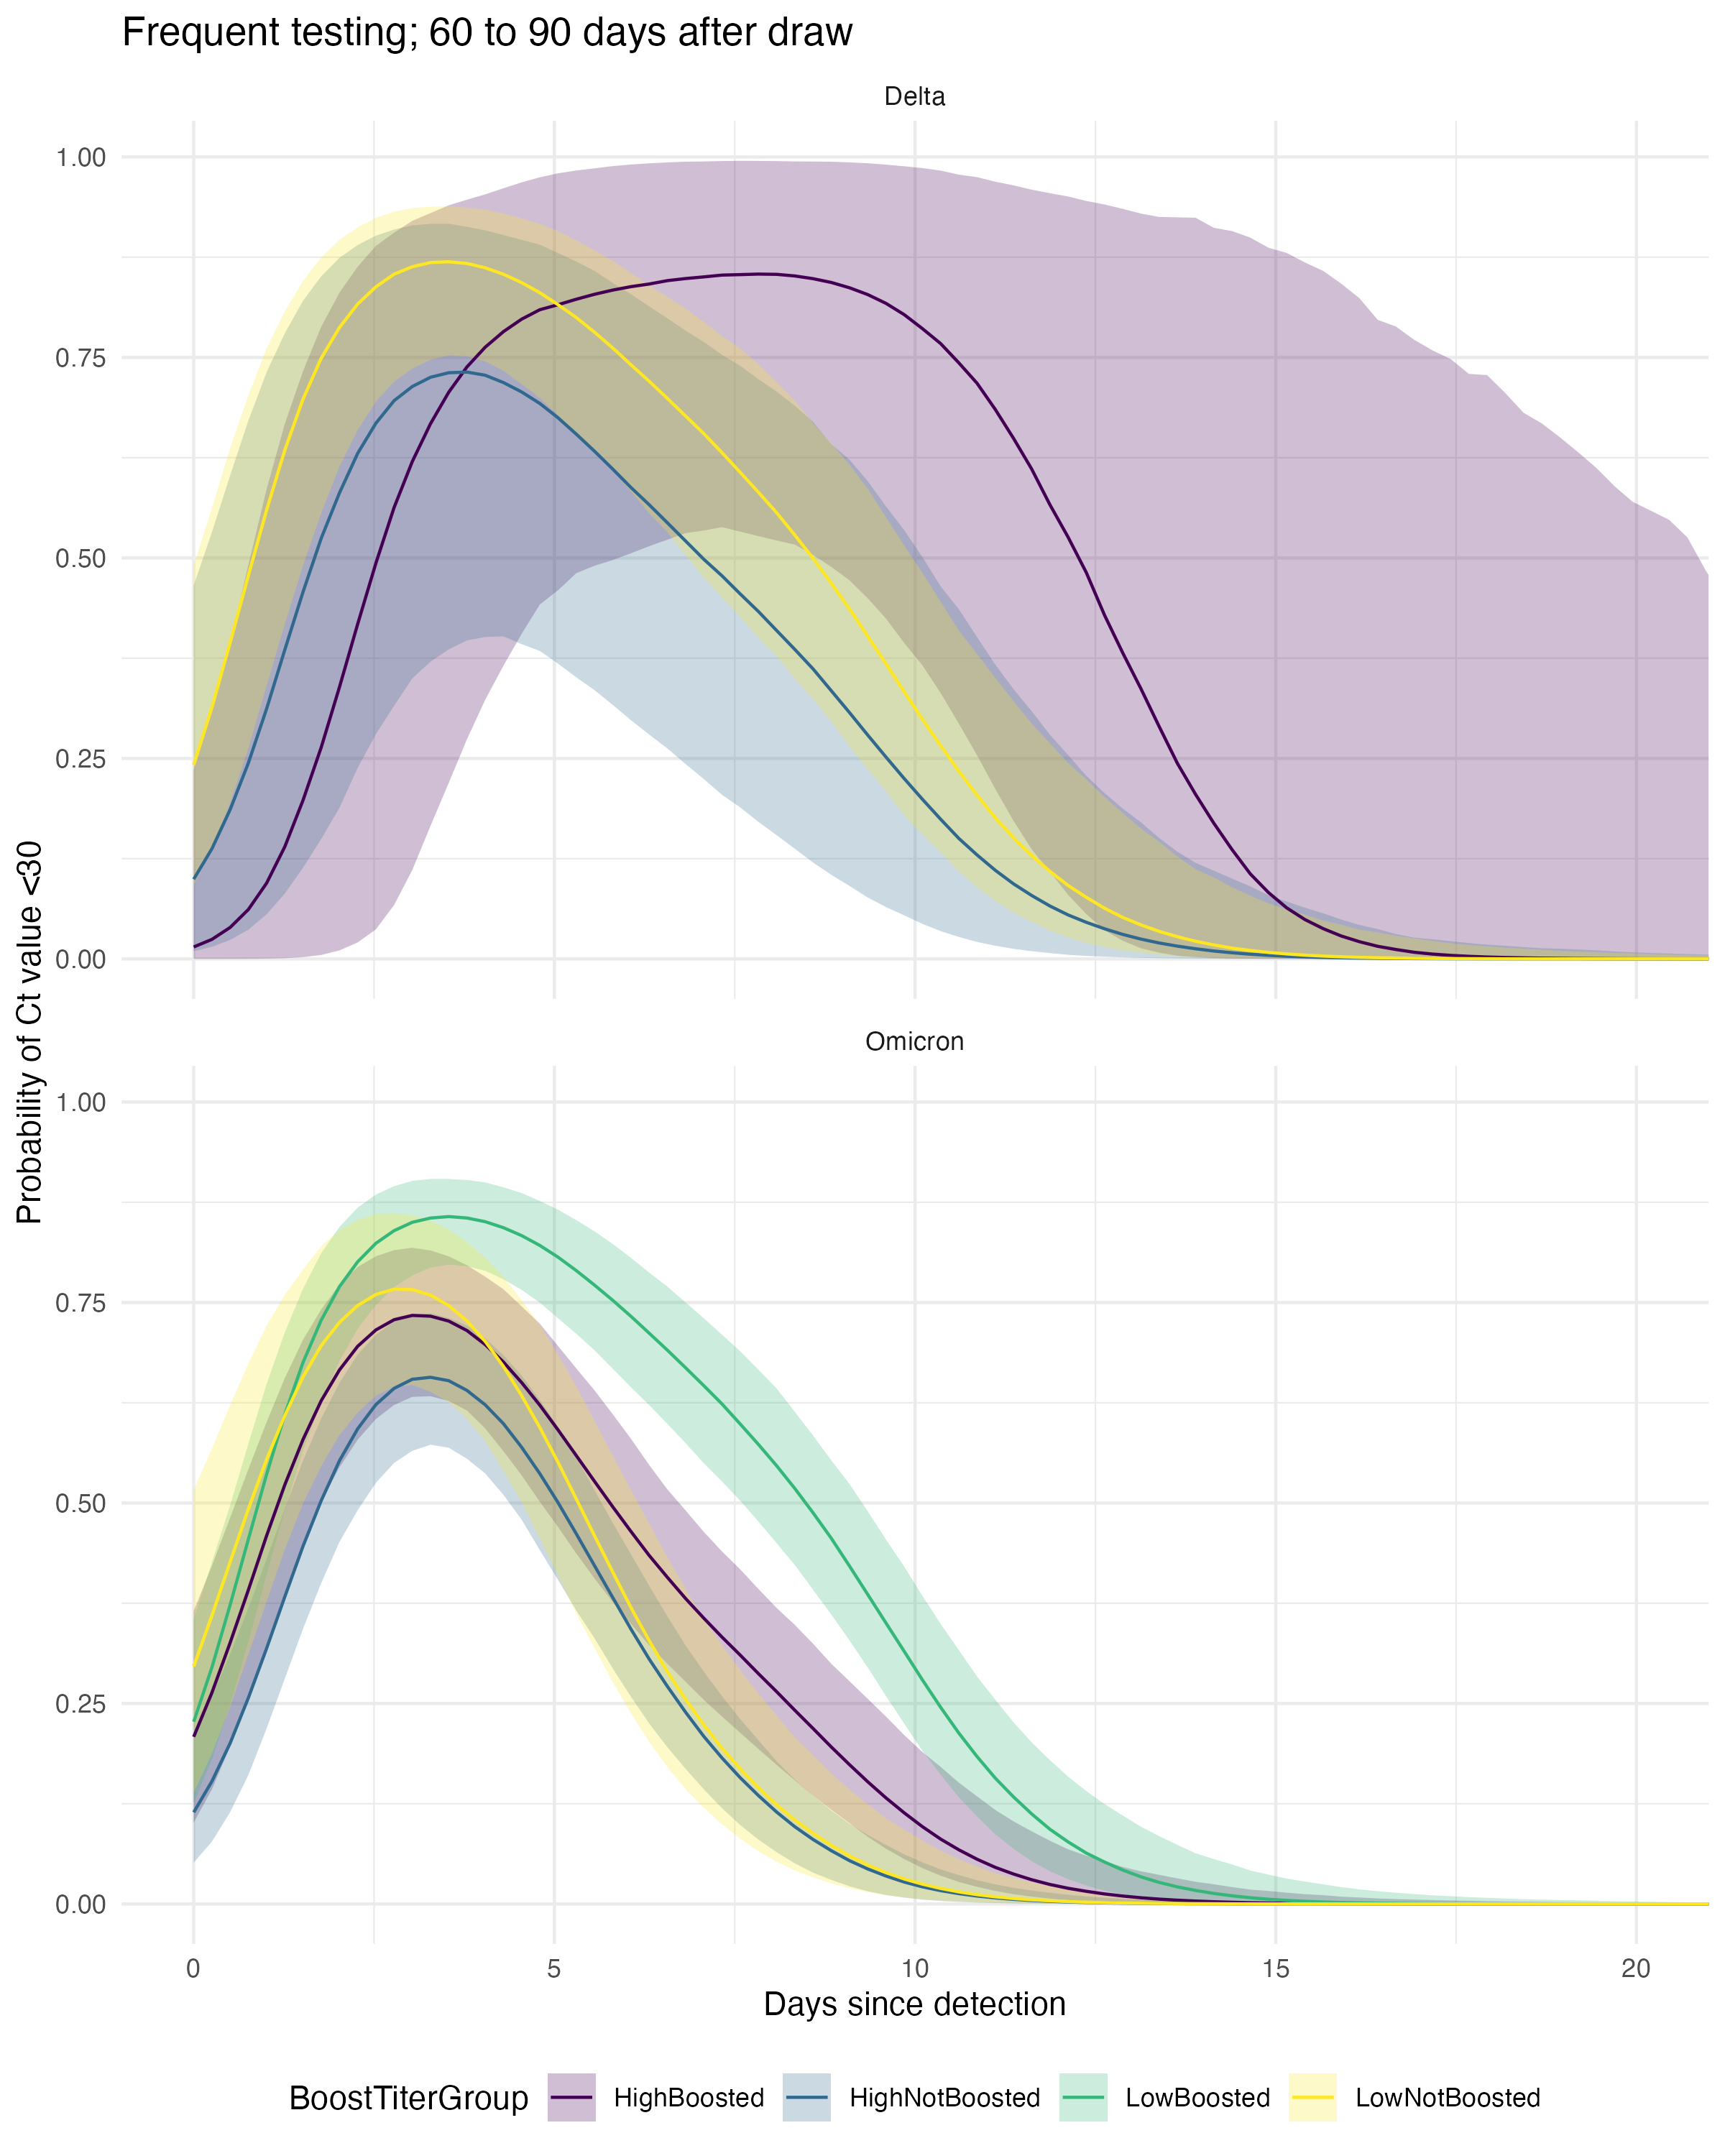 Frequent testing; 60 to 90 days after draw
Delta
1.00
0.75
0.50
0.25
0.00
Probability of Ct value <30
Omicron
1.00
0.75
0.50
0.25
0.00
0 5 10 15 20
Days since detection
BoostTiterGroup HighBoosted HighNotBoosted LowBoosted LowNotBoosted